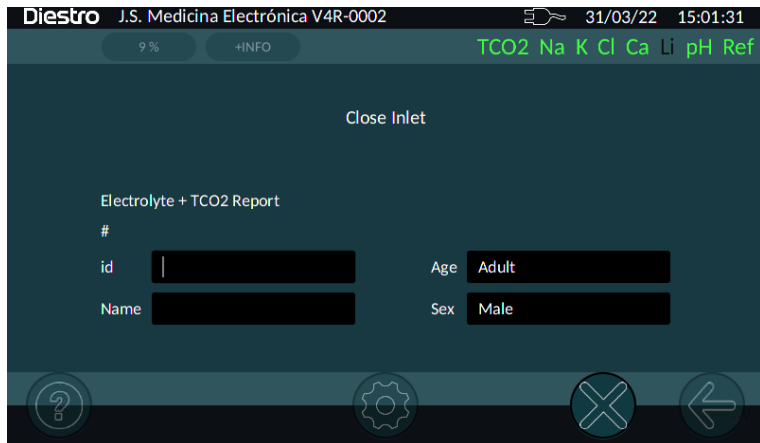 Diestro J.S. Medicina Electrónica V4R-0002 31/03/22 15:01:31
9 % +INFO TCO2 Na K Cl Ca Li pH Ref
Close Inlet
Electrolyte + TCO2 Report
#
id Age Adult
Name Sex Male
?